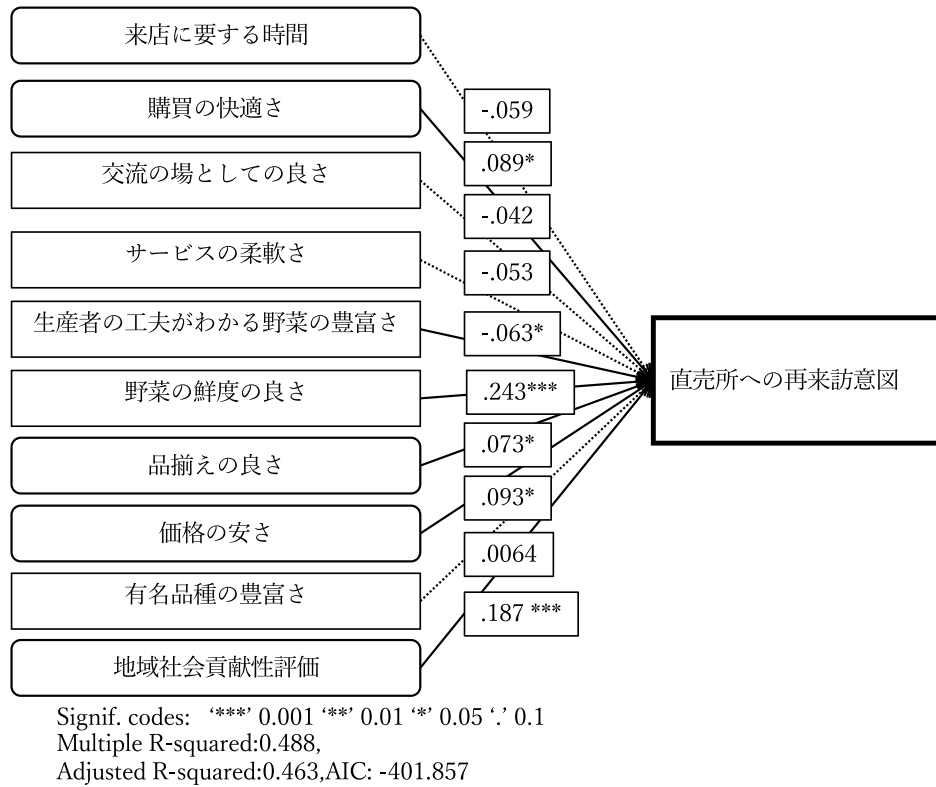 来店に要する時間
購買の快適さ
交流の場としての良さ
サービスの柔軟さ
生産者の工夫がわかる野菜の豊富さ
野菜の鮮度の良さ
品揃えの良さ
価格の安さ
有名品種の豊富さ
地域社会貢献性評価
-.059
.089*
-.042
-.053
-.063*
.243***
.073*
.093*
.0064
.187 ***
直売所への再来訪意図
Signif. codes: ‘***’ 0.001 ‘**’ 0.01 ‘*’ 0.05 ‘.’ 0.1
Multiple R-squared:0.488,
Adjusted R-squared:0.463,AIC: -401.857